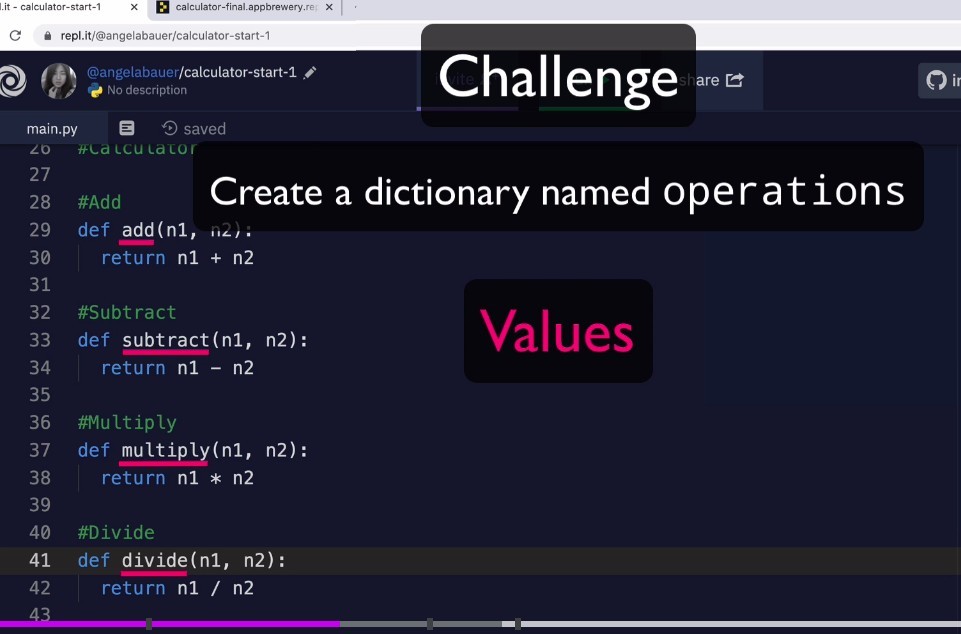 l.it - calculator-start-1
calculator-final.appbrewery.rep
repl.it/@angelabauer/calculator-start-1
@angelabauer/calculator-start-1
No description
Challenge
share
in
main.py
saved
Create a dictionary named operations
Values
26 #Calculator
27
28 #Add
29 def add(n1, n2):
30 return n1 + n2
31
32 #Subtract
33 def subtract(n1, n2):
34 return n1 - n2
35
36 #Multiply
37 def multiply(n1, n2):
38 return n1 * n2
39
40 #Divide
41 def divide(n1, n2):
42 return n1 / n2
43